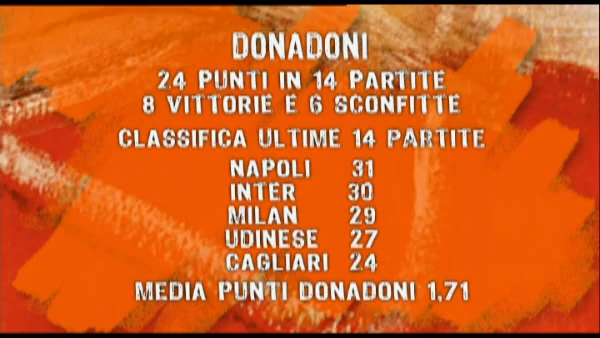 DONADONI
24 PUNTI IN 14 PARTITE
8 VITTORIE E 6 SCONFITTE
CLASSIFICA ULTIME 14 PARTITE
NAPOLI 31
INTER 30
MILAN 29
UDINESE 27
CAGLIARI 24
MEDIA PUNTI DONADONI 1,71